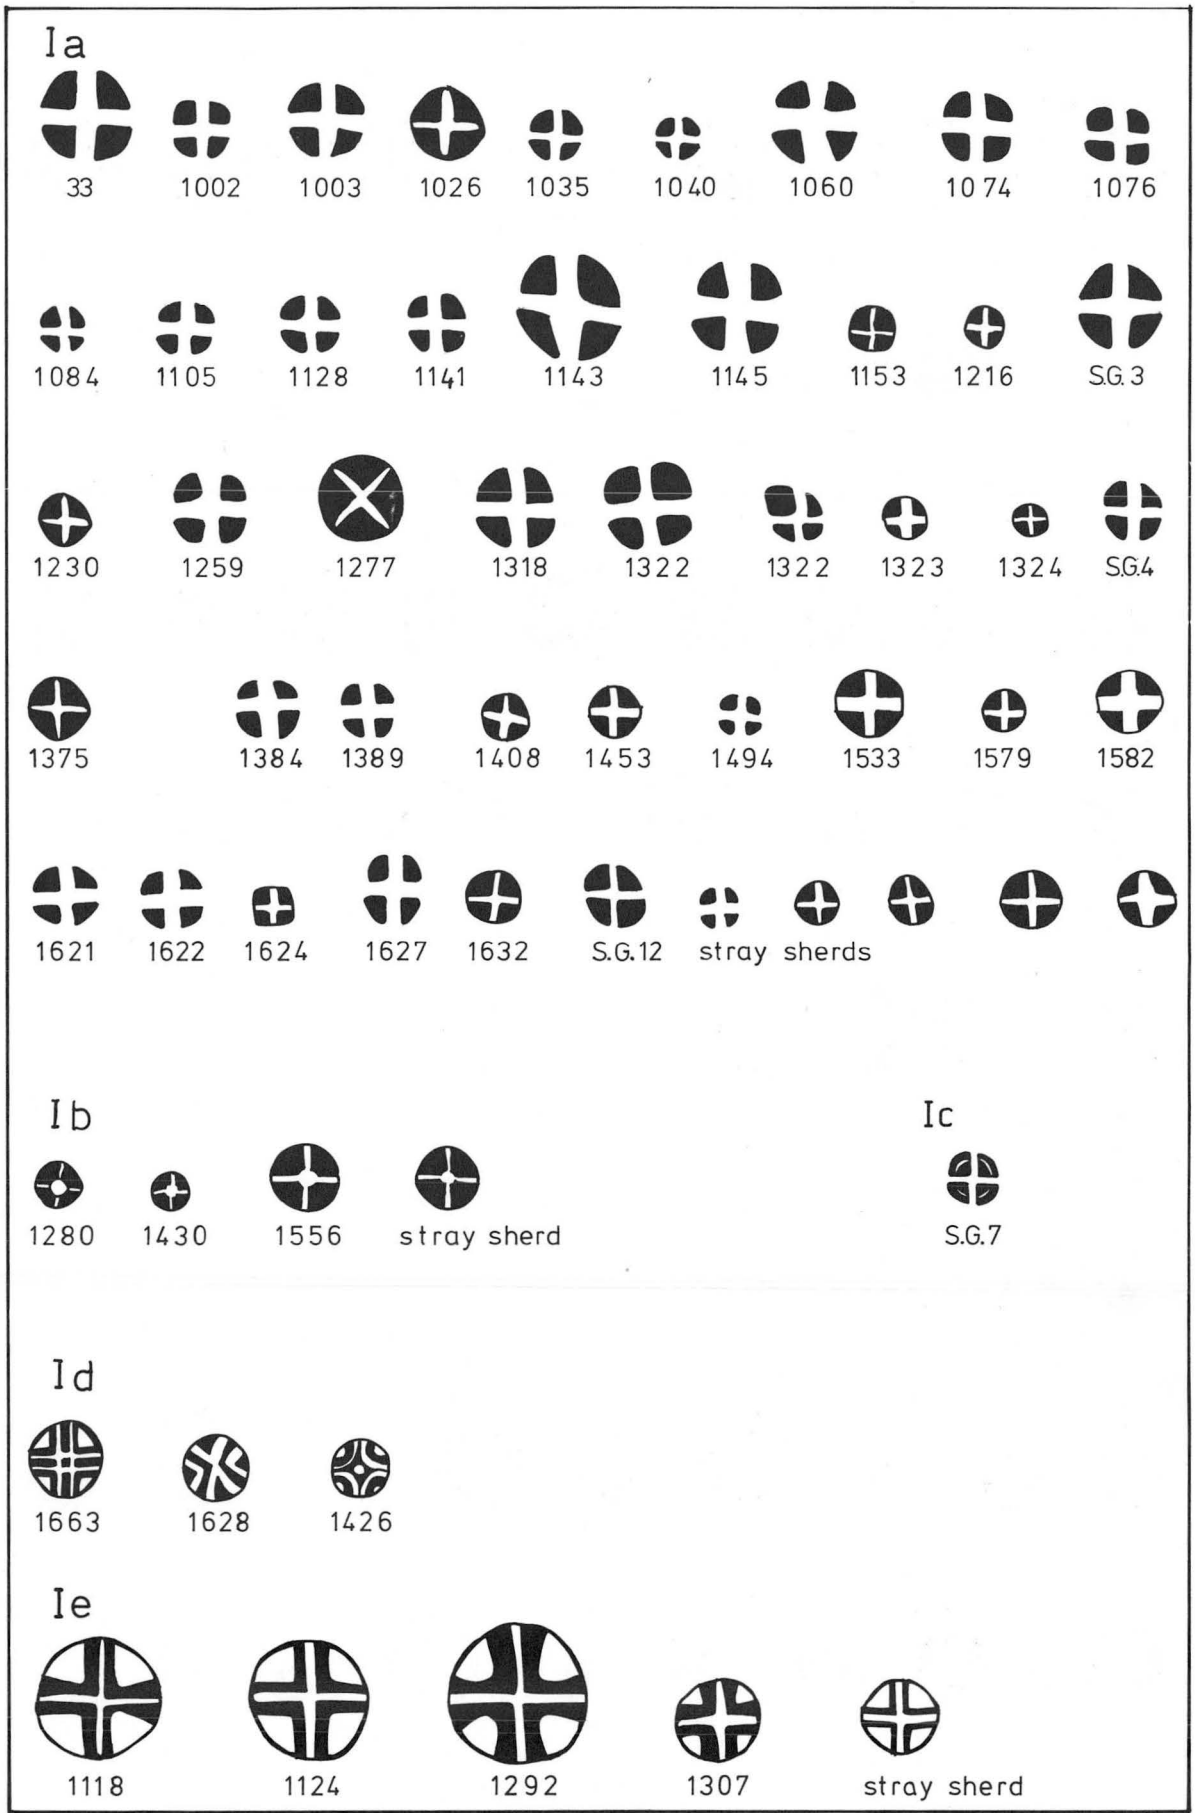 Ia
33 1002 1003 1026 1035 1040 1060 1074 1076
1084 1105 1128 1141 1143 1145 1153 1216 S.G.3
1230 1259 1277 1318 1322 1322 1323 1324 S.G.4
1375 1384 1389 1408 1453 1494 1533 1579 1582
1621 1622 1624 1627 1632 S.G.12 stray sherds
Ib Ic
1280 1430 1556 stray sherd S.G.7
Id
1663 1628 1426
Ie
1118 1124 1292 1307 stray sherd